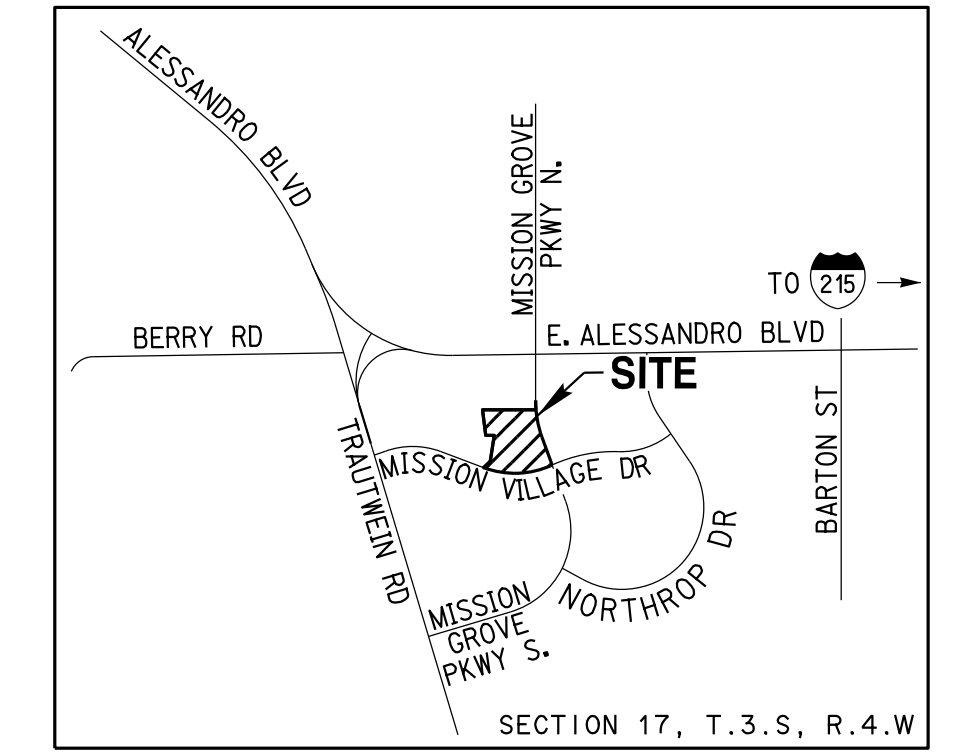 ALESSANDRO BLVD
MISSION GROVE
PKWY N.
TO 215
BERRY RD
E. ALESSANDRO BLVD
SITE
TRAUTWEIN RD
MISSION VILLAGE DR
BARTON ST
NORTHROP DR
MISSION
GROVE
PKWY S.
SECTION 17, T.3.S, R.4.W